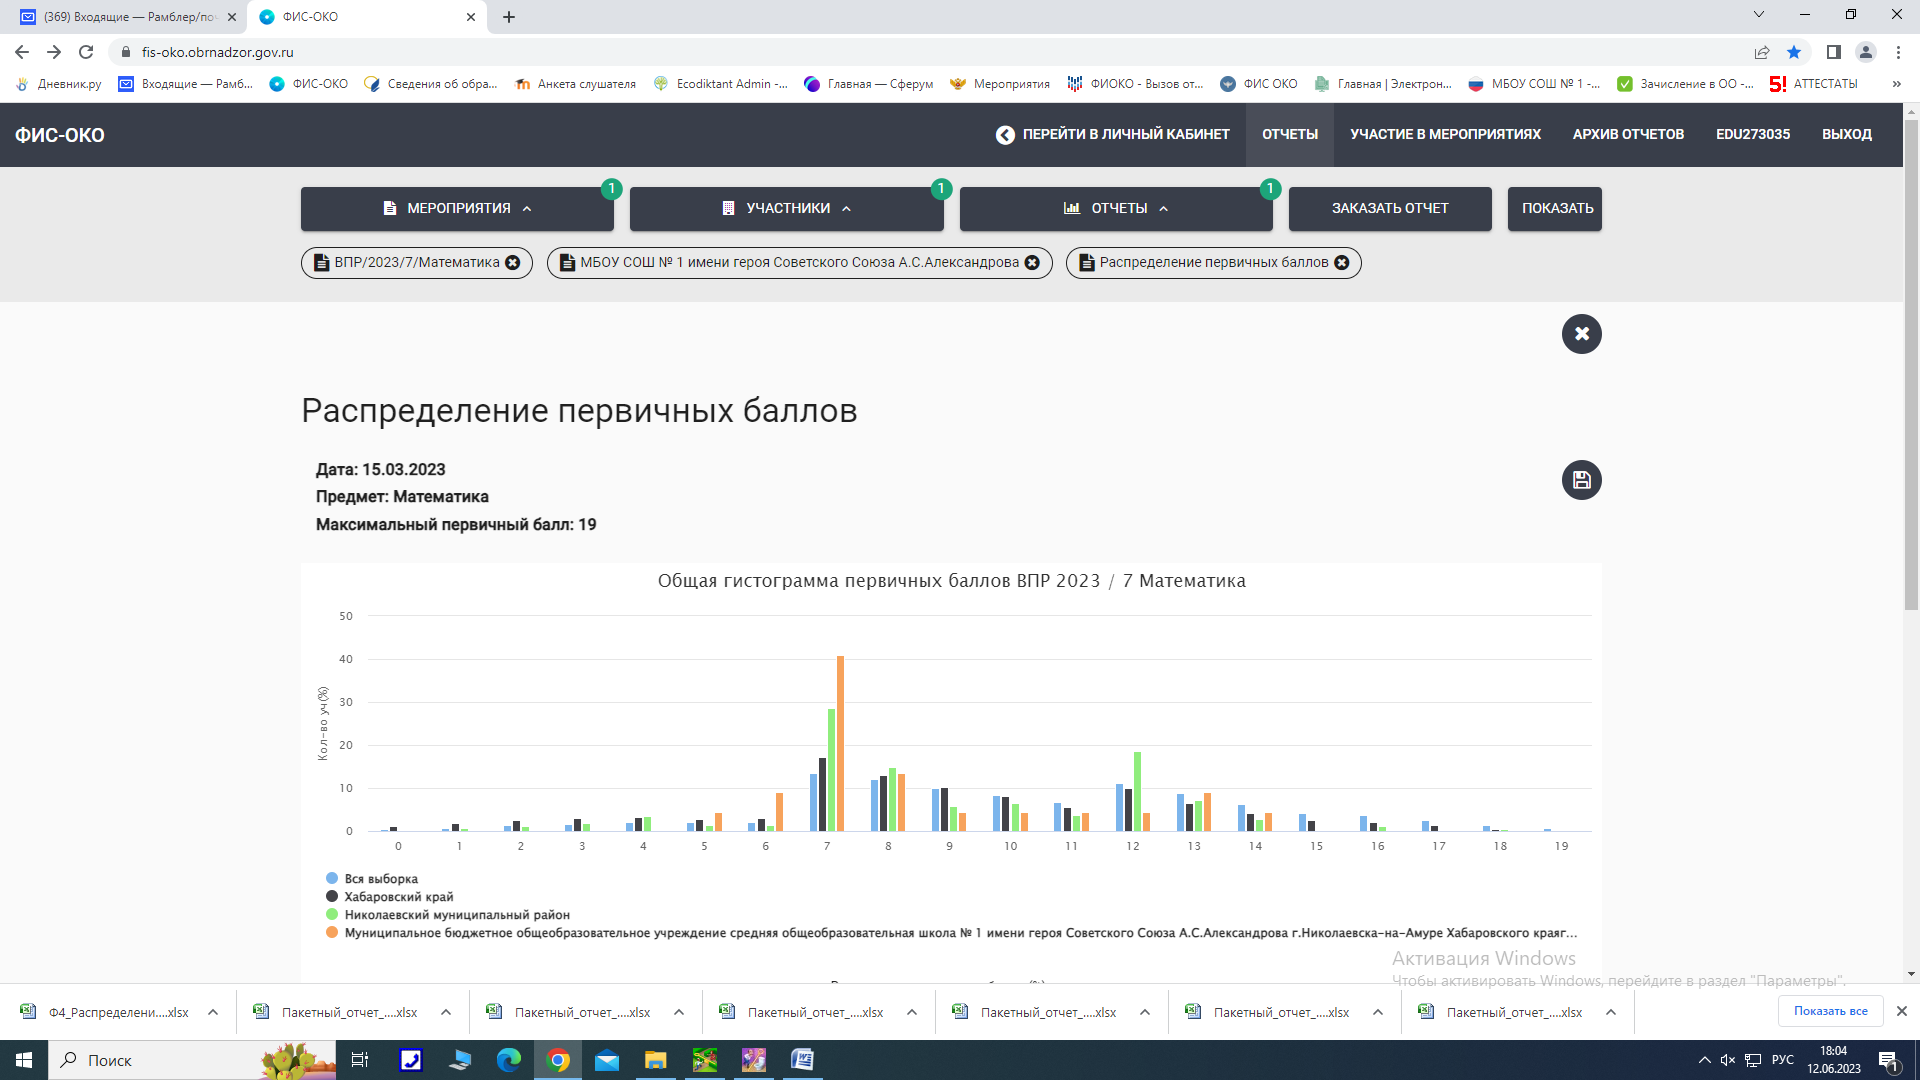 (369) Входящие — Рамблер/по
ФИС-ОКО
fis-oko.obrnadzor.gov.ru
Дневник.ру
Входящие — Рамб...
ФИС-ОКО
Сведения об обра...
Анкета слушателя
Ecodiktant Admin -...
Главная — Сферум
Мероприятия
ФИОКО - Вызов от...
ФИС ОКО
Главная | Электрон...
МБОУ СОШ № 1 -...
Зачисление в ОО -...
5! АТТЕСТАТЫ
»
ФИС-ОКО
ПЕРЕЙТИ В ЛИЧНЫЙ КАБИНЕТ
ОТЧЕТЫ
УЧАСТИЕ В МЕРОПРИЯТИЯХ
АРХИВ ОТЧЕТОВ
EDU273035
ВЫХОД
МЕРОПРИЯТИЯ 1
УЧАСТНИКИ 1
ОТЧЕТЫ 1
ЗАКАЗАТЬ ОТЧЕТ
ПОКАЗАТЬ
ВПР/2023/7/Математика
МБОУ СОШ № 1 имени героя Советского Союза А.С.Александрова
Распределение первичных баллов
Распределение первичных баллов
Дата: 15.03.2023
Предмет: Математика
Максимальный первичный балл: 19
Общая гистограмма первичных баллов ВПР 2023 / 7 Математика
Кол-во уч(%)
50
40
30
20
10
0
0 1 2 3 4 5 6 7 8 9 10 11 12 13 14 15 16 17 18 19
Вся выборка
Хабаровский край
Николаевский муниципальный район
Муниципальное бюджетное общеобразовательное учреждение средняя общеобразовательная школа № 1 имени героя Советского Союза А.С.Александрова г.Николаевска-на-Амуре Хабаровского краяг...
Активация Windows
Чтобы активировать Windows, перейдите в раздел "Параметры".
Ф4_Распределени....xlsx
Пакетный_отчет_....xlsx
Пакетный_отчет_....xlsx
Пакетный_отчет_....xlsx
Пакетный_отчет_....xlsx
Пакетный_отчет_....xlsx
Пакетный_отчет_....xlsx
Показать все
Поиск
РУС
18:04
12.06.2023
1